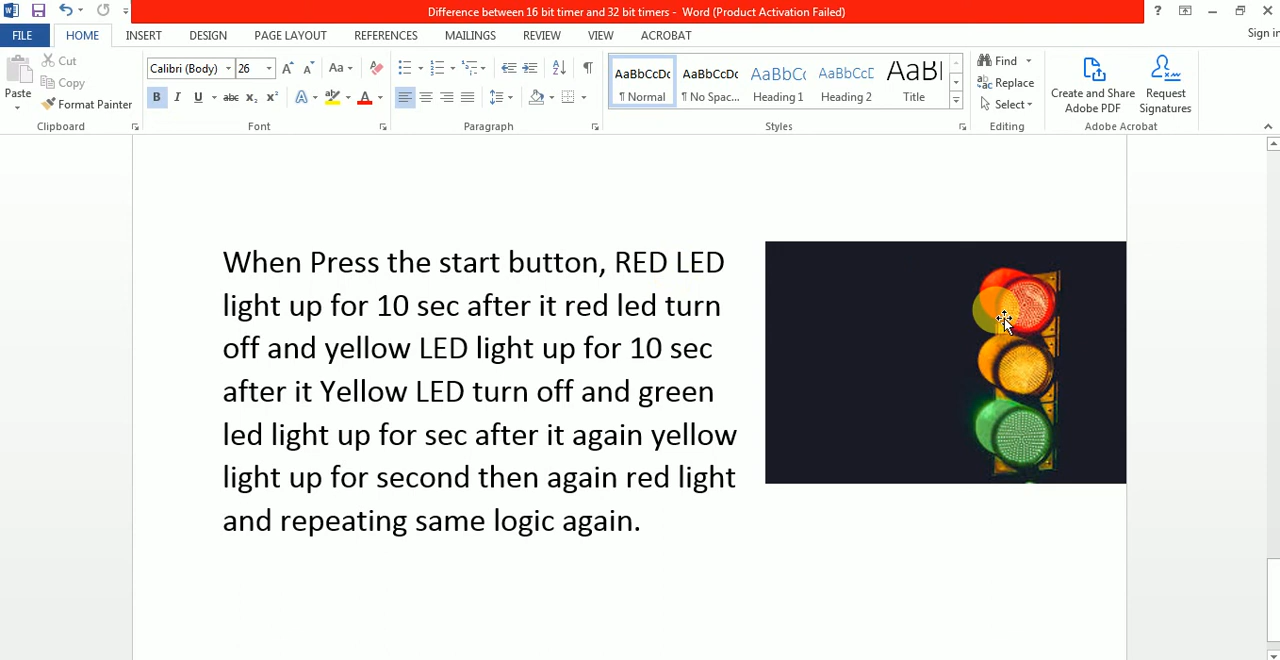 Difference between 16 bit timer and 32 bit timers - Word (Product Activation Failed)
?
FILE HOME INSERT DESIGN PAGE LAYOUT REFERENCES MAILINGS REVIEW VIEW ACROBAT Sign in
Paste
Cut
Copy
Format Painter
Clipboard
Calibri (Body) 26
Aa
B I U abc X₂ X² A A
Font
Paragraph
AaBbCcDc AaBbCcDc AaBbCc AaBbCcD AaBl
¶ Normal ¶ No Spac... Heading 1 Heading 2 Title
Styles
Find
Replace
Select
Editing
Create and Share
Adobe PDF
Request
Signatures
Adobe Acrobat
When Press the start button, RED LED
light up for 10 sec after it red led turn
off and yellow LED light up for 10 sec
after it Yellow LED turn off and green
led light up for sec after it again yellow
light up for second then again red light
and repeating same logic again.